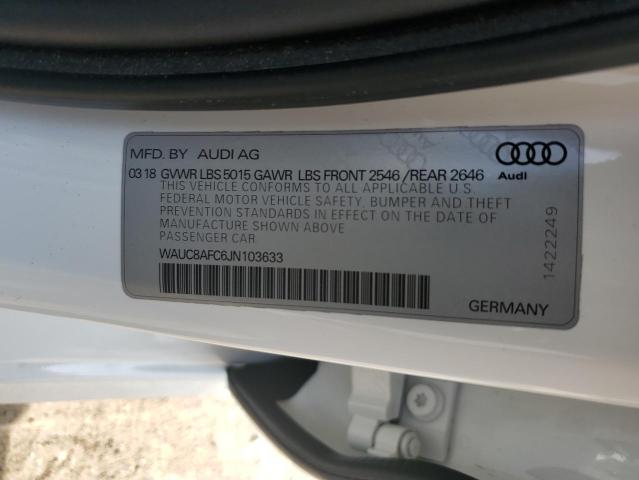 MFD. BY AUDI AG
Audi
03 18 GVWR LBS 5015 GAWR LBS FRONT 2546 /REAR 2646
THIS VEHICLE CONFORMS TO ALL APPLICABLE U.S.
FEDERAL MOTOR VEHICLE SAFETY, BUMPER AND THEFT
PREVENTION STANDARDS IN EFFECT ON THE DATE OF
MANUFACTURE SHOWN ABOVE
PASSENGER CAR
WAUC8AFC6JN103633
GERMANY
1422249